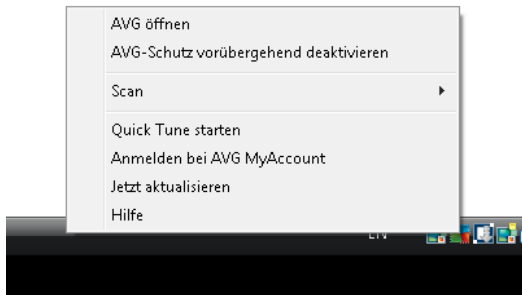 AVG öffnen
AVG-Schutz vorübergehend deaktivieren
Scan
Quick Tune starten
Anmelden bei AVG MyAccount
Jetzt aktualisieren
Hilfe